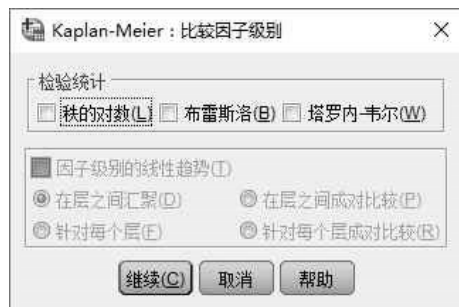 Kaplan-Meier：比较因子级别
检验统计
秩的对数(L) 布雷斯洛(B) 塔罗内-韦尔(W)
因子级别的线性趋势(T)
在层之间汇聚(D) 在层之间成对比较(P)
针对每个层(F) 针对每个层成对比较(R)
继续(C) 取消 帮助